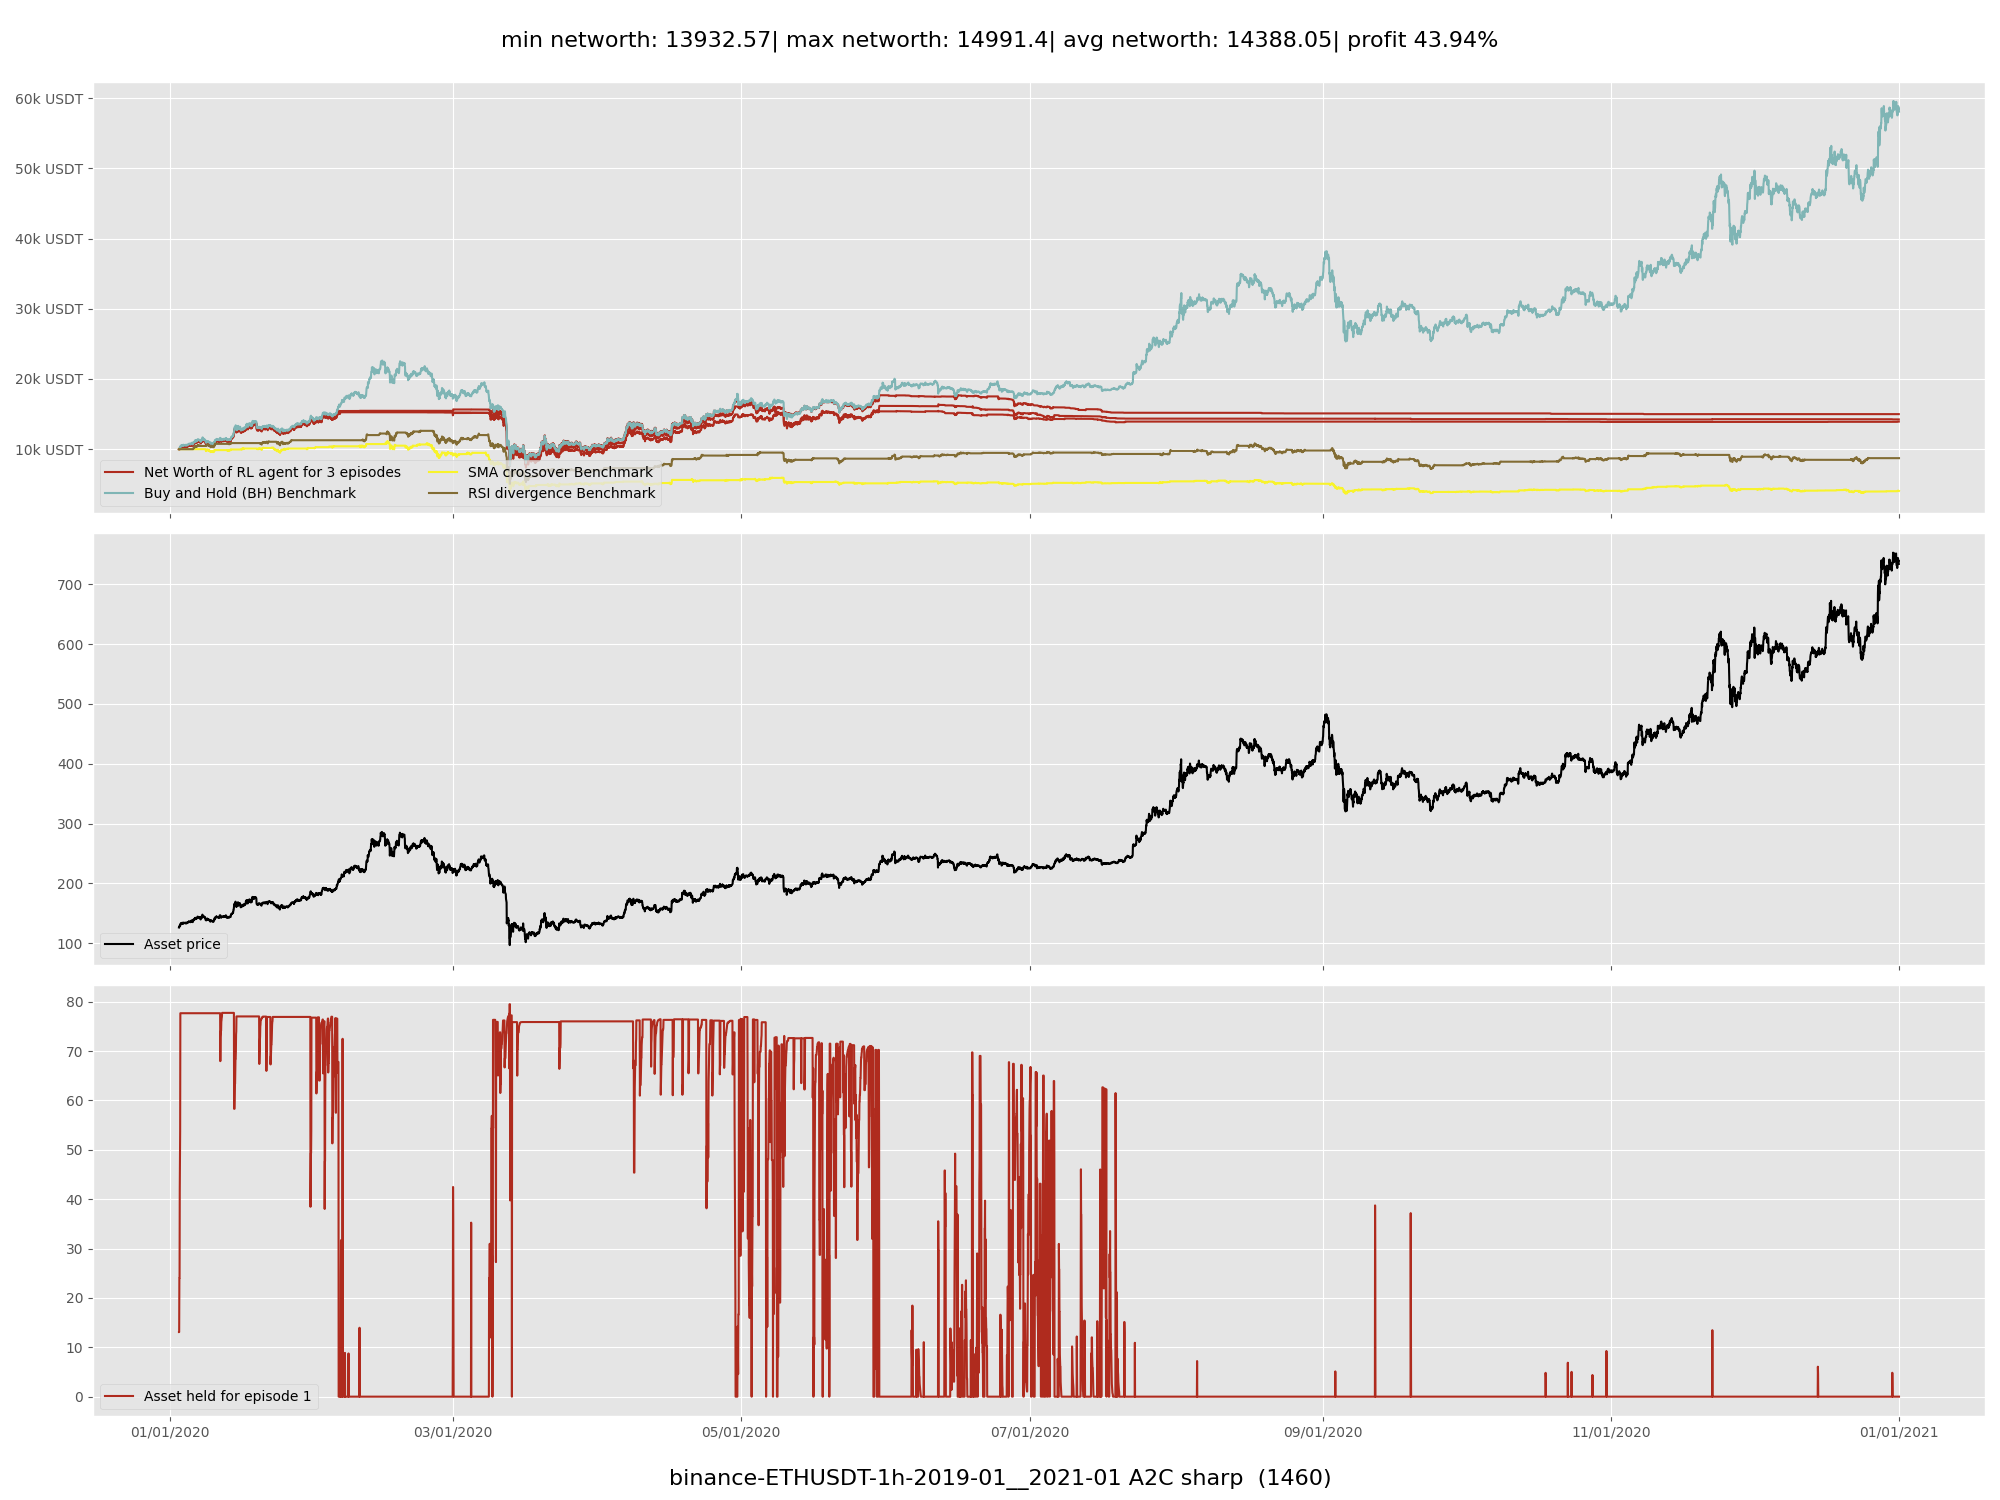 min networth: 13932.57| max networth: 14991.4| avg networth: 14388.05| profit 43.94%
60k USDT
50k USDT
40k USDT
30k USDT
20k USDT
10k USDT
Net Worth of RL agent for 3 episodes
Buy and Hold (BH) Benchmark
SMA crossover Benchmark
RSI divergence Benchmark
700
600
500
400
300
200
100
Asset price
80
70
60
50
40
30
20
10
0
Asset held for episode 1
01/01/2020
03/01/2020
05/01/2020
07/01/2020
09/01/2020
11/01/2020
01/01/2021
binance-ETHUSDT-1h-2019-01__2021-01 A2C sharp (1460)